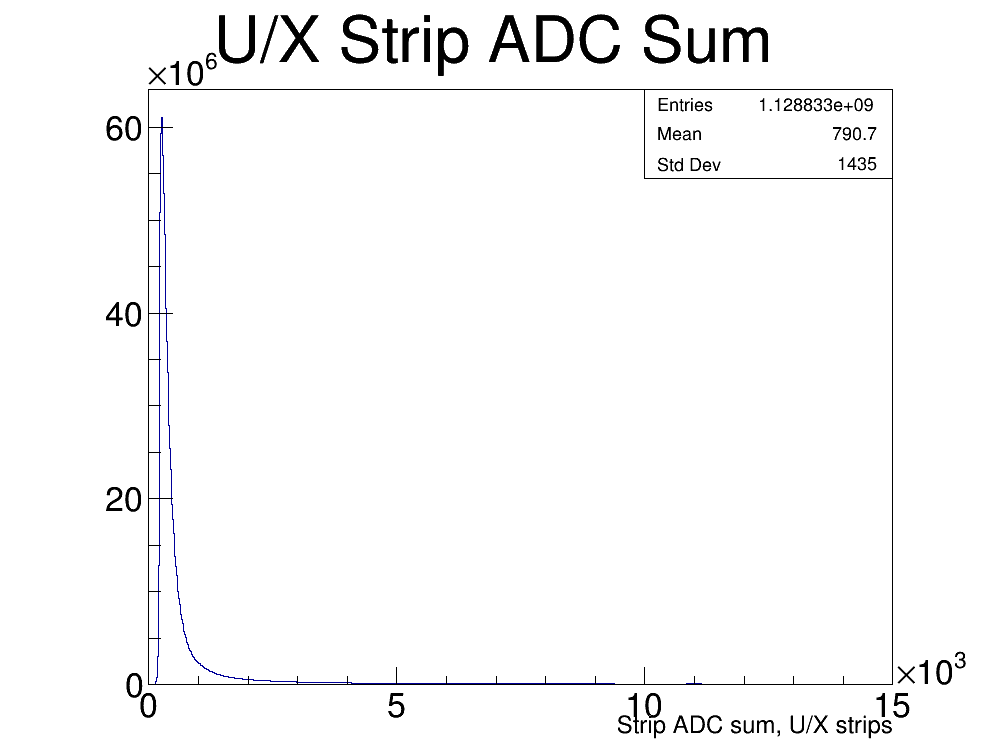 U/X Strip ADC Sum
×10⁶
Entries 1.128833e+09
Mean 790.7
Std Dev 1435
60
40
20
0
0 5 10 15
×10³
Strip ADC sum, U/X strips